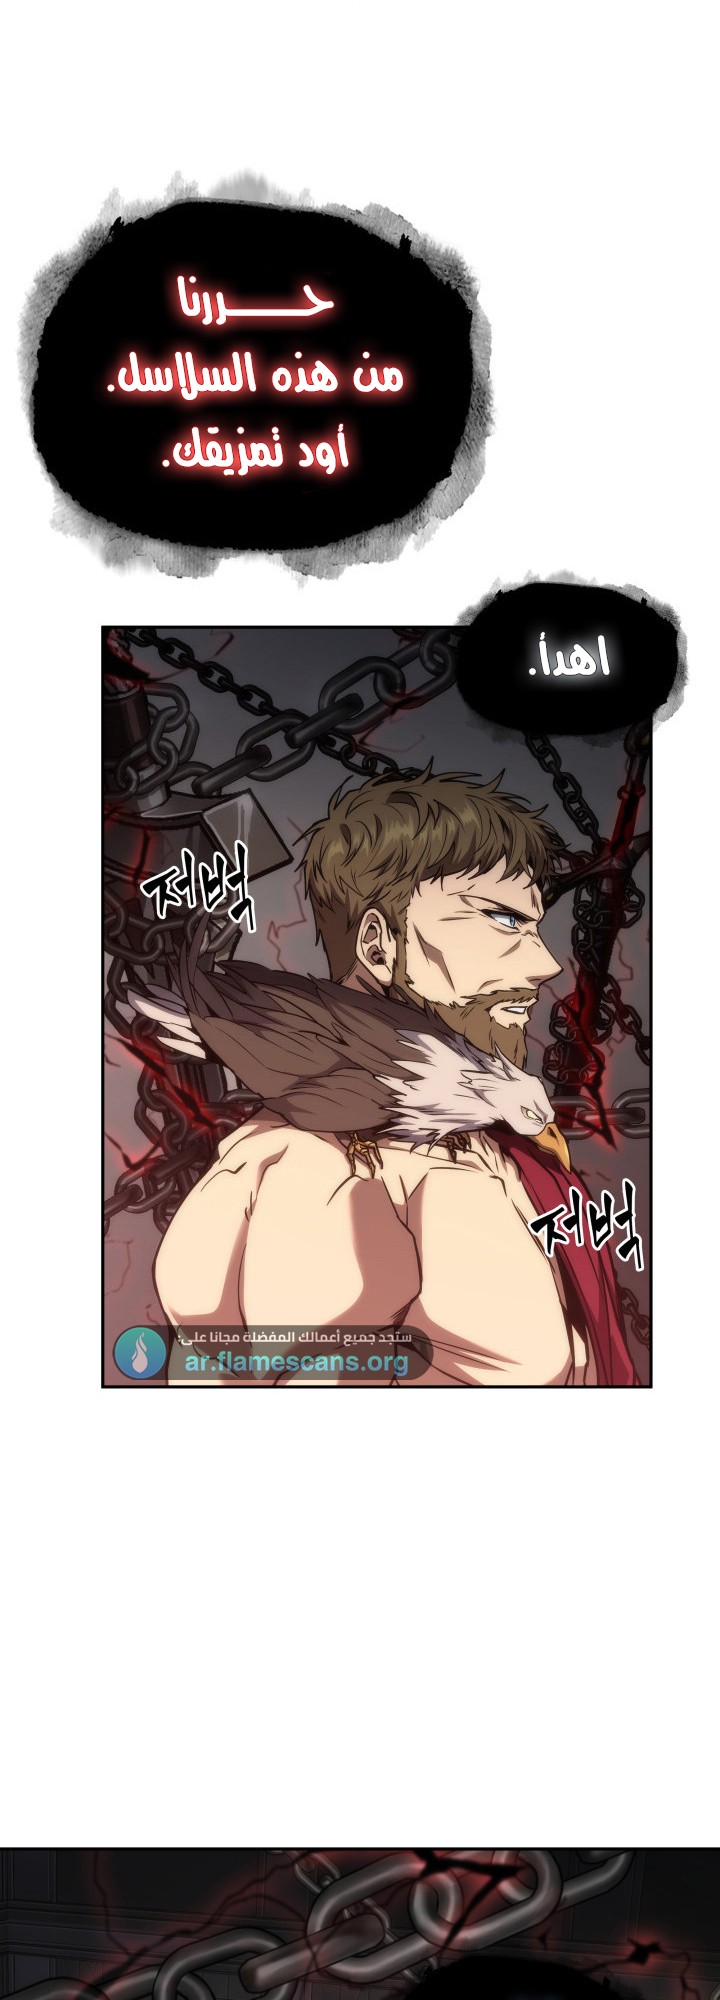 حـــــررنا
من هذه السلاسل.
أود تمزيقك.
اهدأ.
저벅
저벅
ستجد جميع أعمالك المفضلة مجانا على:
ar.flamescans.org